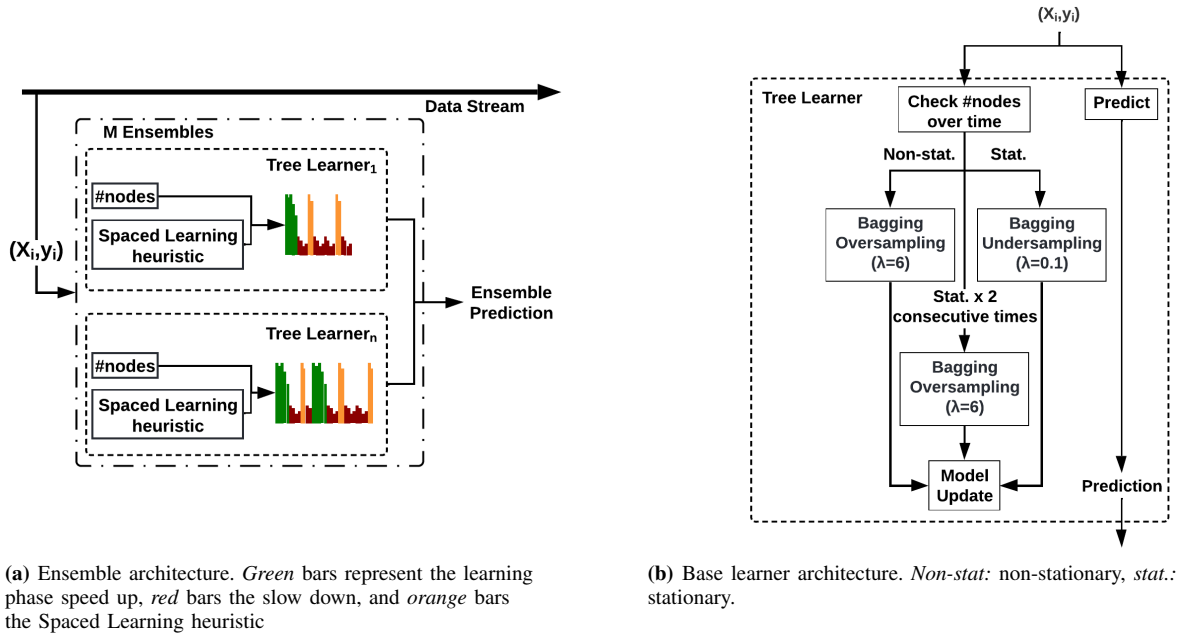 Data Stream
M Ensembles
Tree Learner₁
#nodes
Spaced Learning
heuristic
(Xᵢ,yᵢ)
Ensemble
Prediction
Tree Learnerₙ
#nodes
Spaced Learning
heuristic
(a) Ensemble architecture. Green bars represent the learning
phase speed up, red bars the slow down, and orange bars
the Spaced Learning heuristic
(Xᵢ,yᵢ)
Tree Learner
Check #nodes
over time
Predict
Non-stat.
Stat.
Bagging
Oversampling
(λ=6)
Bagging
Undersampling
(λ=0.1)
Stat. x 2
consecutive times
Bagging
Oversampling
(λ=6)
Model
Update
Prediction
(b) Base learner architecture. Non-stat: non-stationary, stat.:
stationary.